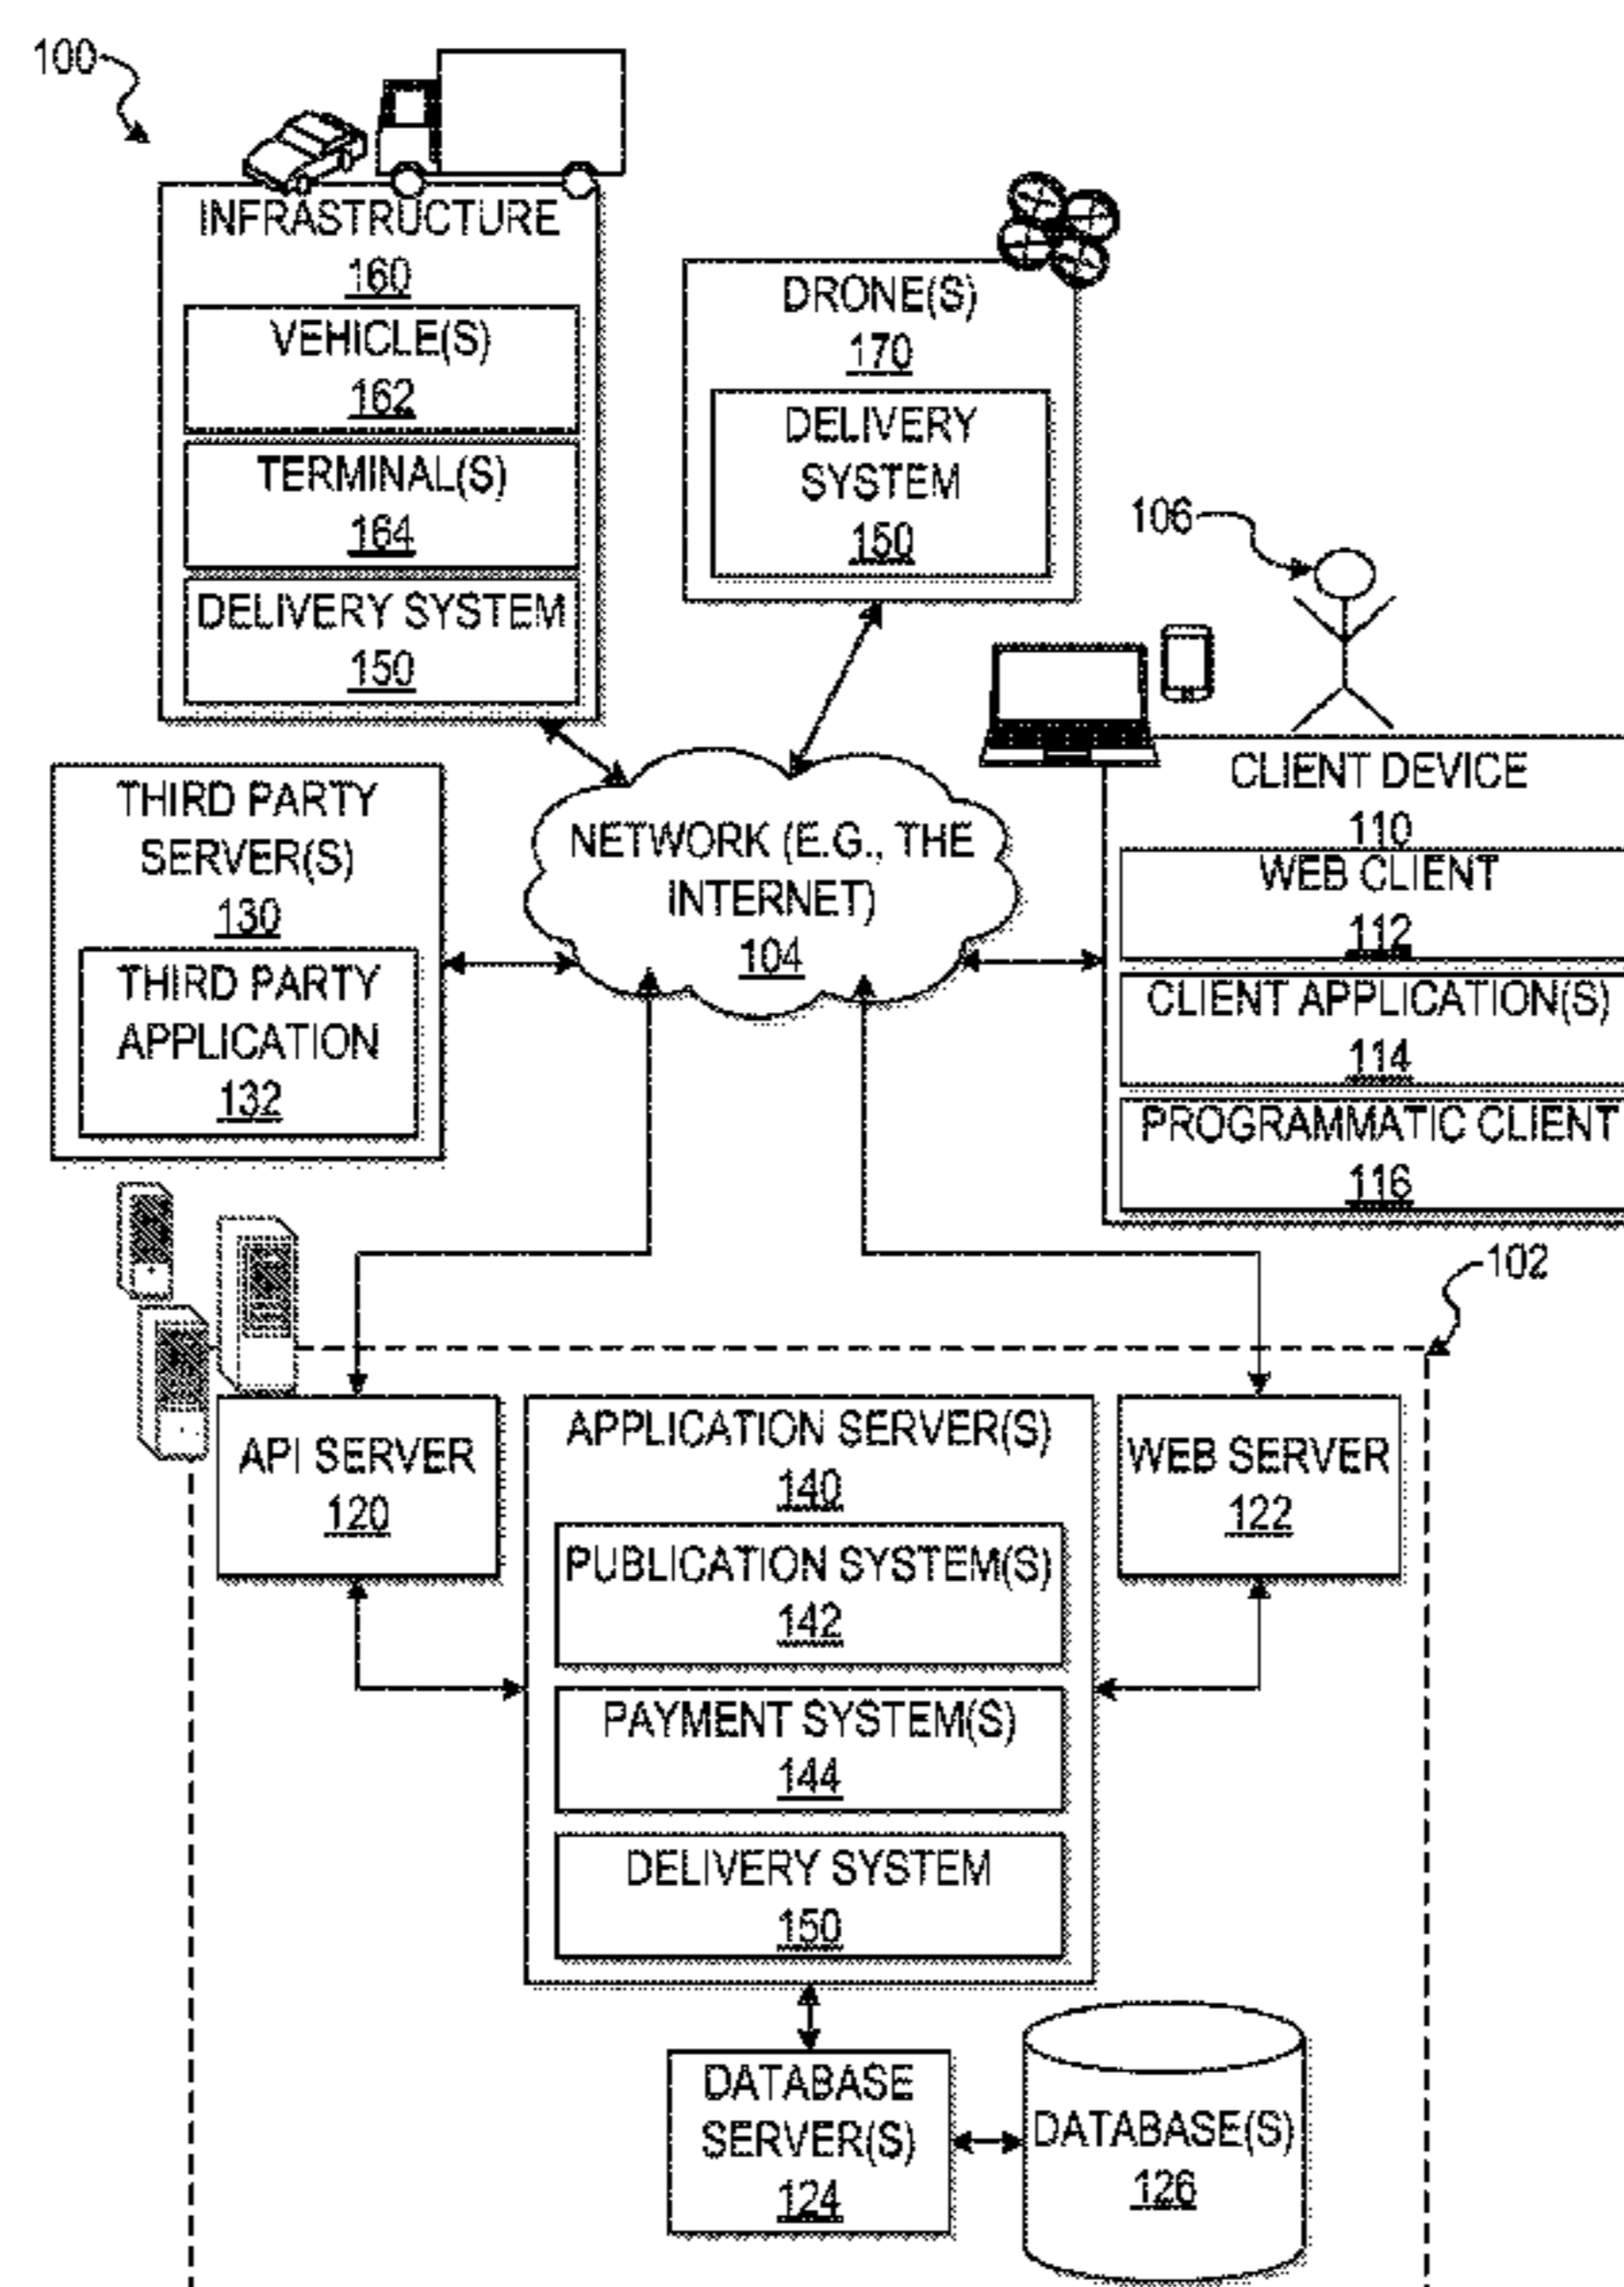 100
INFRASTRUCTURE
160
VEHICLE(S)
162
TERMINAL(S)
164
DELIVERY SYSTEM
150
DRONE(S)
170
DELIVERY
SYSTEM
150
106
THIRD PARTY
SERVER(S)
130
THIRD PARTY
APPLICATION
132
NETWORK (E.G., THE
INTERNET)
104
CLIENT DEVICE
110
WEB CLIENT
112
CLIENT APPLICATION(S)
114
PROGRAMMATIC CLIENT
116
102
API SERVER
120
APPLICATION SERVER(S)
140
PUBLICATION SYSTEM(S)
142
PAYMENT SYSTEM(S)
144
DELIVERY SYSTEM
150
WEB SERVER
122
DATABASE
SERVER(S)
124
DATABASE(S)
126